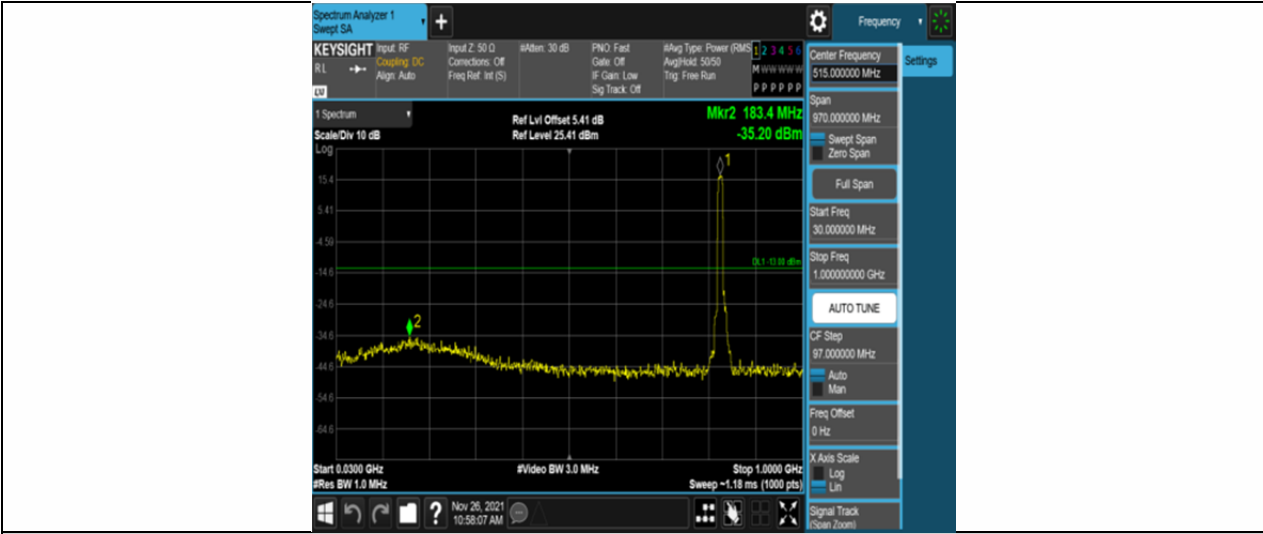 Spectrum Analyzer 1
Swept SA
+
Frequency
KEYSIGHT
RL
LV
Input: RF
Coupling: DC
Align: Auto
Input Z: 50 Ω
Corrections: Off
Freq Ref: Int (S)
#Atten: 30 dB
PNO: Fast
Gate: Off
IF Gain: Low
Sig Track: Off
#Avg Type: Power (RMS
Avg|Hold: 50/50
Trig: Free Run
1 2 3 4 5 6
M W W W W W
P P P P P P
1 Spectrum
Scale/Div 10 dB
Log
Ref Lvl Offset 5.41 dB
Ref Level 25.41 dBm
Mkr2 183.4 MHz
-35.20 dBm
1
15.4
5.41
-4.59
DL1 -13.00 dBm
-14.6
-24.6
2
-34.6
-44.6
-54.6
-64.6
Start 0.0300 GHz
#Res BW 1.0 MHz
#Video BW 3.0 MHz
Stop 1.0000 GHz
Sweep ~1.18 ms (1000 pts)
?
Nov 26, 2021
10:58:07 AM
Center Frequency
515.000000 MHz
Settings
Span
970.000000 MHz
Swept Span
Zero Span
Full Span
Start Freq
30.000000 MHz
Stop Freq
1.000000000 GHz
AUTO TUNE
CF Step
97.000000 MHz
Auto
Man
Freq Offset
0 Hz
X Axis Scale
Log
Lin
Signal Track
(Span Zoom)